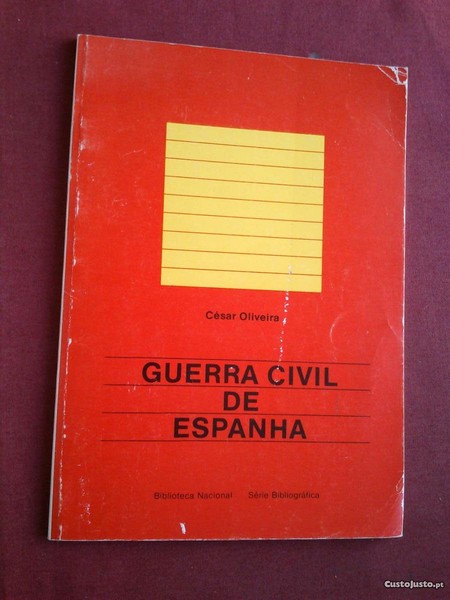 César Oliveira
GUERRA CIVIL
DE
ESPANHA
Biblioteca Nacional Série Bibliográfica
CustoJusto.pt